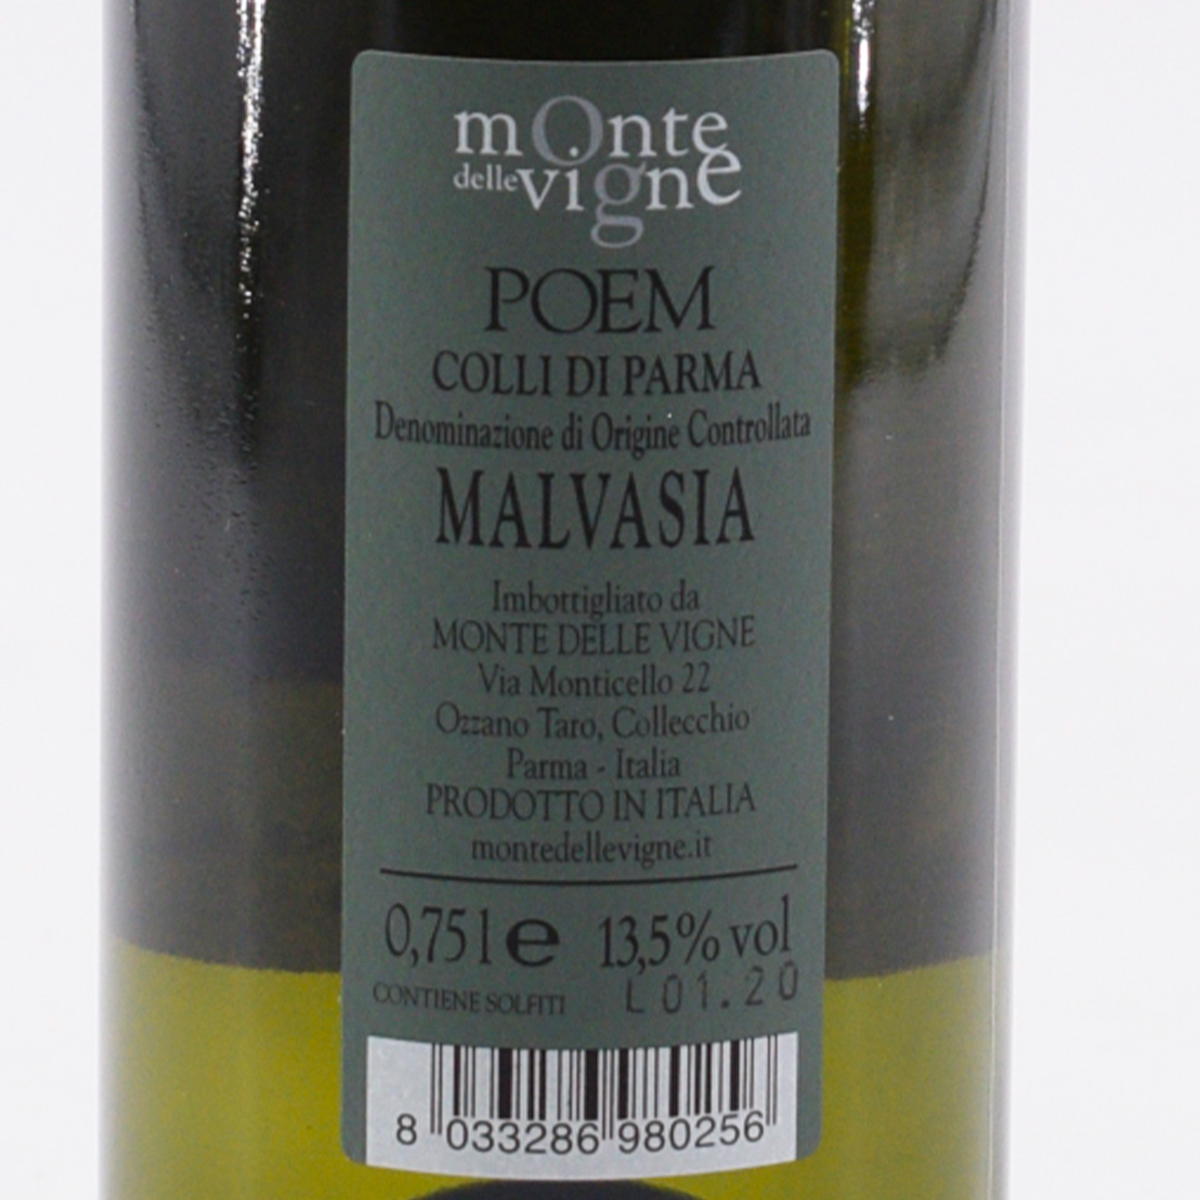 mOnte
delle vigne
POEM
COLLI DI PARMA
Denominazione di Origine Controllata
MALVASIA
Imbottigliato da
MONTE DELLE VIGNE
Via Monticello 22
Ozzano Taro, Collecchio
Parma - Italia
PRODOTTO IN ITALIA
montedellevigne.it
0,75 l e 13,5% vol
CONTIENE SOLFITI L 01.20
8 033286 980256